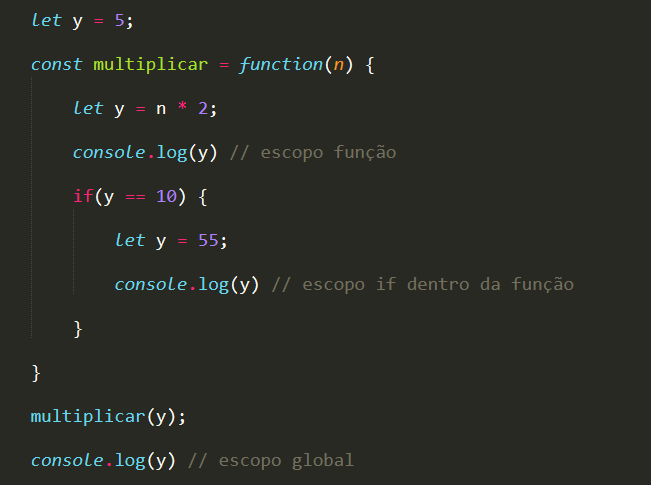 let y = 5;
const multiplicar = function(n) {
let y = n * 2;
console.log(y) // escopo função
if(y == 10) {
let y = 55;
console.log(y) // escopo if dentro da função
}
}
multiplicar(y);
console.log(y) // escopo global